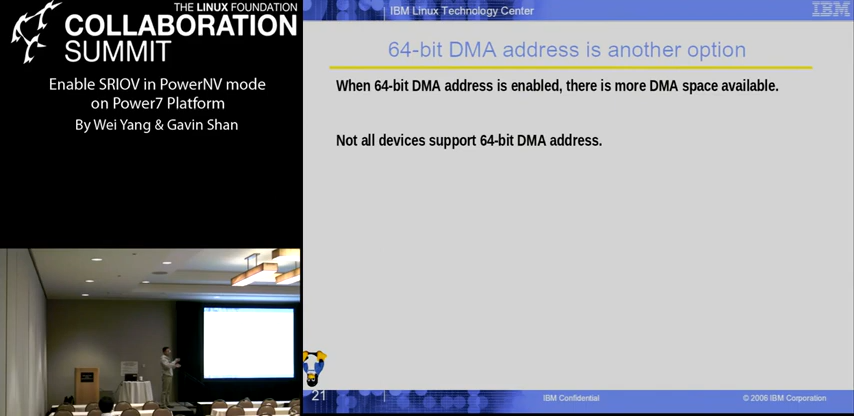 THE LINUX FOUNDATION
COLLABORATION
SUMMIT
Enable SRIOV in PowerNV mode
on Power7 Platform
By Wei Yang & Gavin Shan
IBM Linux Technology Center
IBM
64-bit DMA address is another option
When 64-bit DMA address is enabled, there is more DMA space available.
Not all devices support 64-bit DMA address.
21
IBM Confidential
© 2006 IBM Corporation